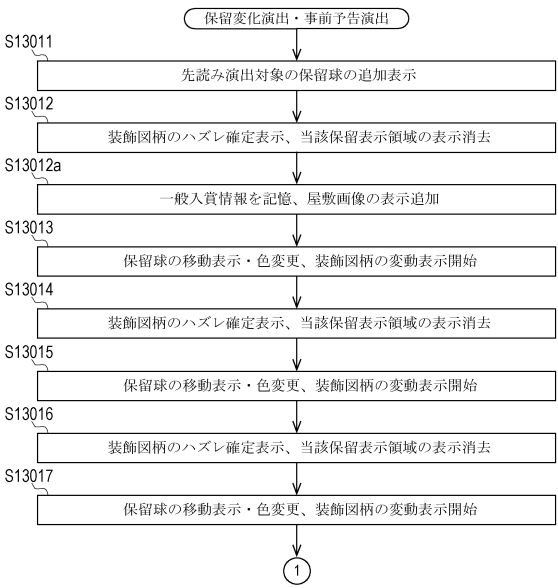 保留変化演出・事前予告演出
S13011
先読み演出対象の保留球の追加表示
S13012
装飾図柄のハズレ確定表示、当該保留表示領域の表示消去
S13012a
一般入賞情報を記憶、屋敷画像の表示追加
S13013
保留球の移動表示・色変更、装飾図柄の変動表示開始
S13014
装飾図柄のハズレ確定表示、当該保留表示領域の表示消去
S13015
保留球の移動表示・色変更、装飾図柄の変動表示開始
S13016
装飾図柄のハズレ確定表示、当該保留表示領域の表示消去
S13017
保留球の移動表示・色変更、装飾図柄の変動表示開始
1